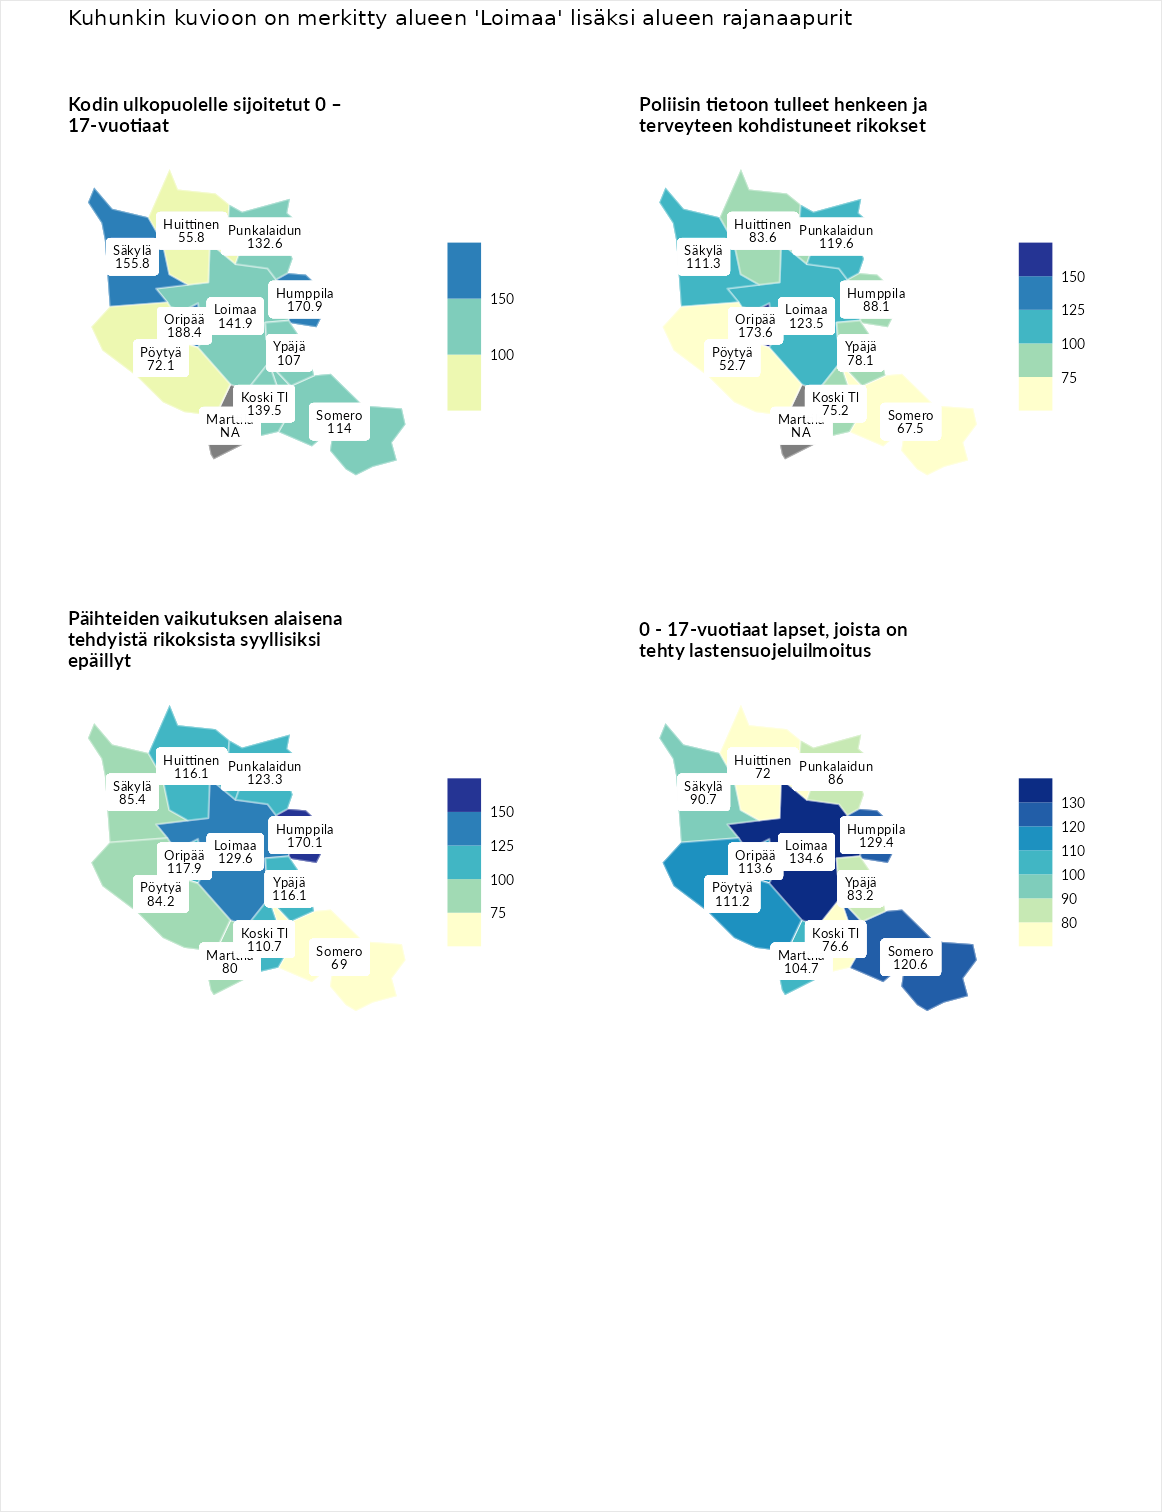 Kuhunkin kuvioon on merkitty alueen 'Loimaa' lisäksi alueen rajanaapurit
Kodin ulkopuolelle sijoitetut 0 –
17-vuotiaat
Huittinen
55.8
Punkalaidun
132.6
Säkylä
155.8
Humppila
170.9
Loimaa
141.9
Oripää
188.4
Pöytyä
72.1
Ypäjä
107
Koski Tl
139.5
Somero
114
NA
150
100
Poliisin tietoon tulleet henkeen ja
terveyteen kohdistuneet rikokset
Huittinen
83.6
Punkalaidun
119.6
Säkylä
111.3
Humppila
88.1
Loimaa
123.5
Oripää
173.6
Pöytyä
52.7
Ypäjä
78.1
Koski Tl
75.2
Somero
67.5
NA
150
125
100
75
Päihteiden vaikutuksen alaisena
tehdyistä rikoksista syyllisiksi
epäillyt
Huittinen
116.1
Punkalaidun
123.3
Säkylä
85.4
Humppila
170.1
Loimaa
129.6
Oripää
117.9
Pöytyä
84.2
Ypäjä
116.1
Koski Tl
110.7
Somero
69
80
150
125
100
75
0 - 17-vuotiaat lapset, joista on
tehty lastensuojeluilmoitus
Huittinen
72
Punkalaidun
86
Säkylä
90.7
Humppila
129.4
Loimaa
134.6
Oripää
113.6
Pöytyä
111.2
Ypäjä
83.2
Koski Tl
76.6
Somero
120.6
104.7
130
120
110
100
90
80